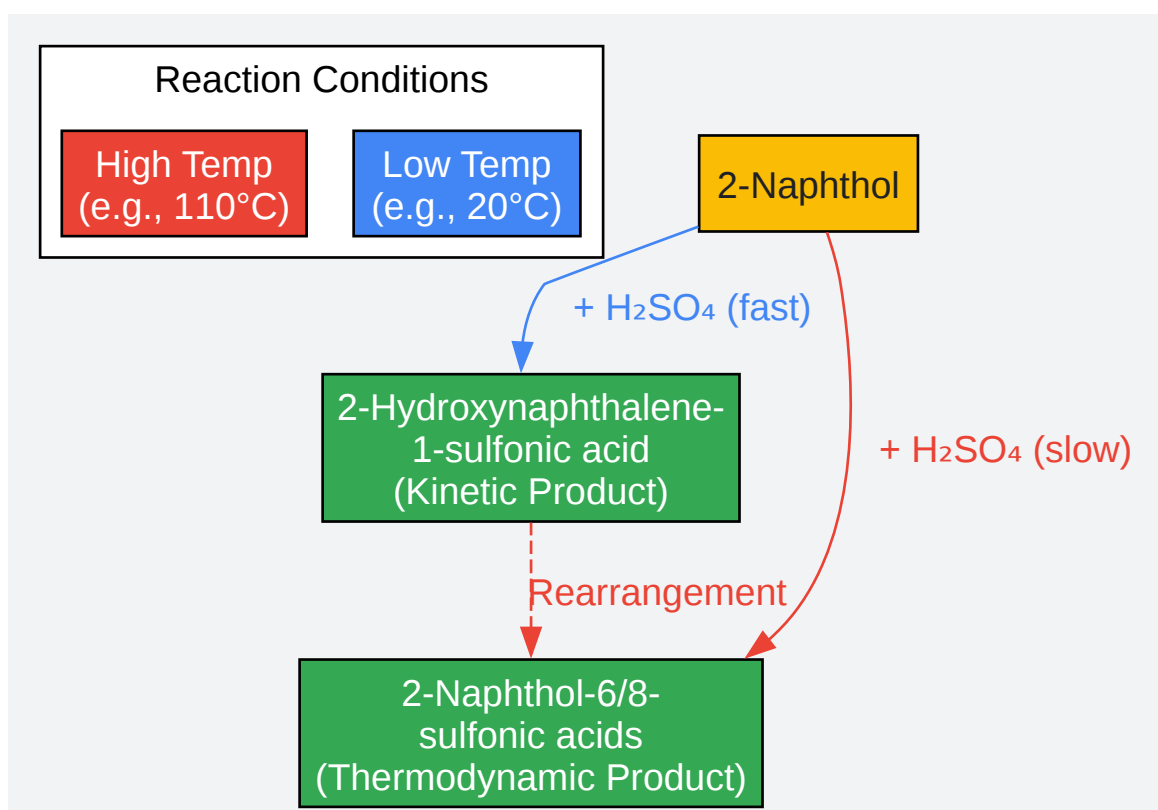 Reaction Conditions
High Temp
(e.g., 110°C)
Low Temp
(e.g., 20°C)
2-Naphthol
+ H₂SO₄ (fast)
2-Hydroxynaphthalene-
1-sulfonic acid
(Kinetic Product)
+ H₂SO₄ (slow)
Rearrangement
2-Naphthol-6/8-
sulfonic acids
(Thermodynamic Product)